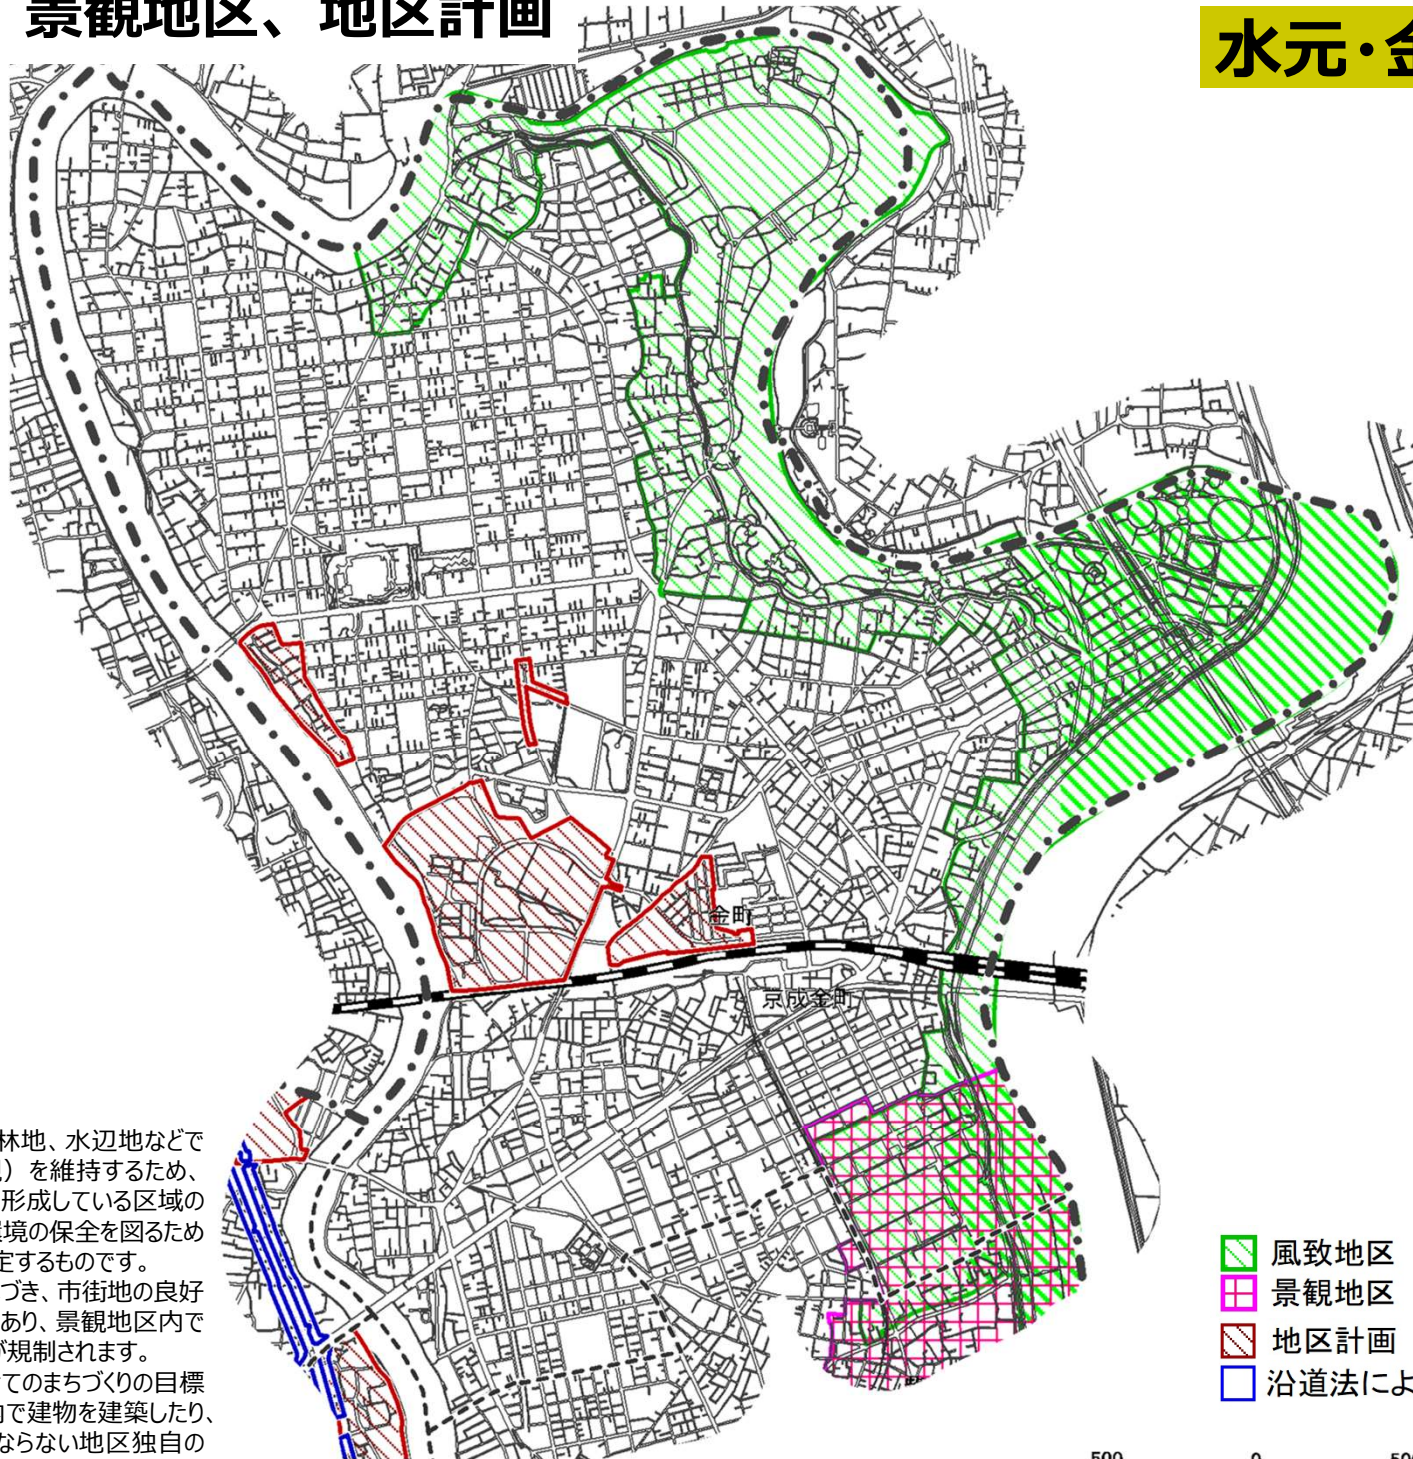 景観地区、地区計画
水元・金
金町
京成金町
林地、水辺地などで
）を維持するため、
形成している区域の
境の保全を図るため
定するものです。
づき、市街地の良好
あり、景観地区内で
規制されます。
てのまちづくりの目標
で建物を建築したり、
ならない地区独自の
風致地区
景観地区
地区計画
沿道法によ
500 0 500